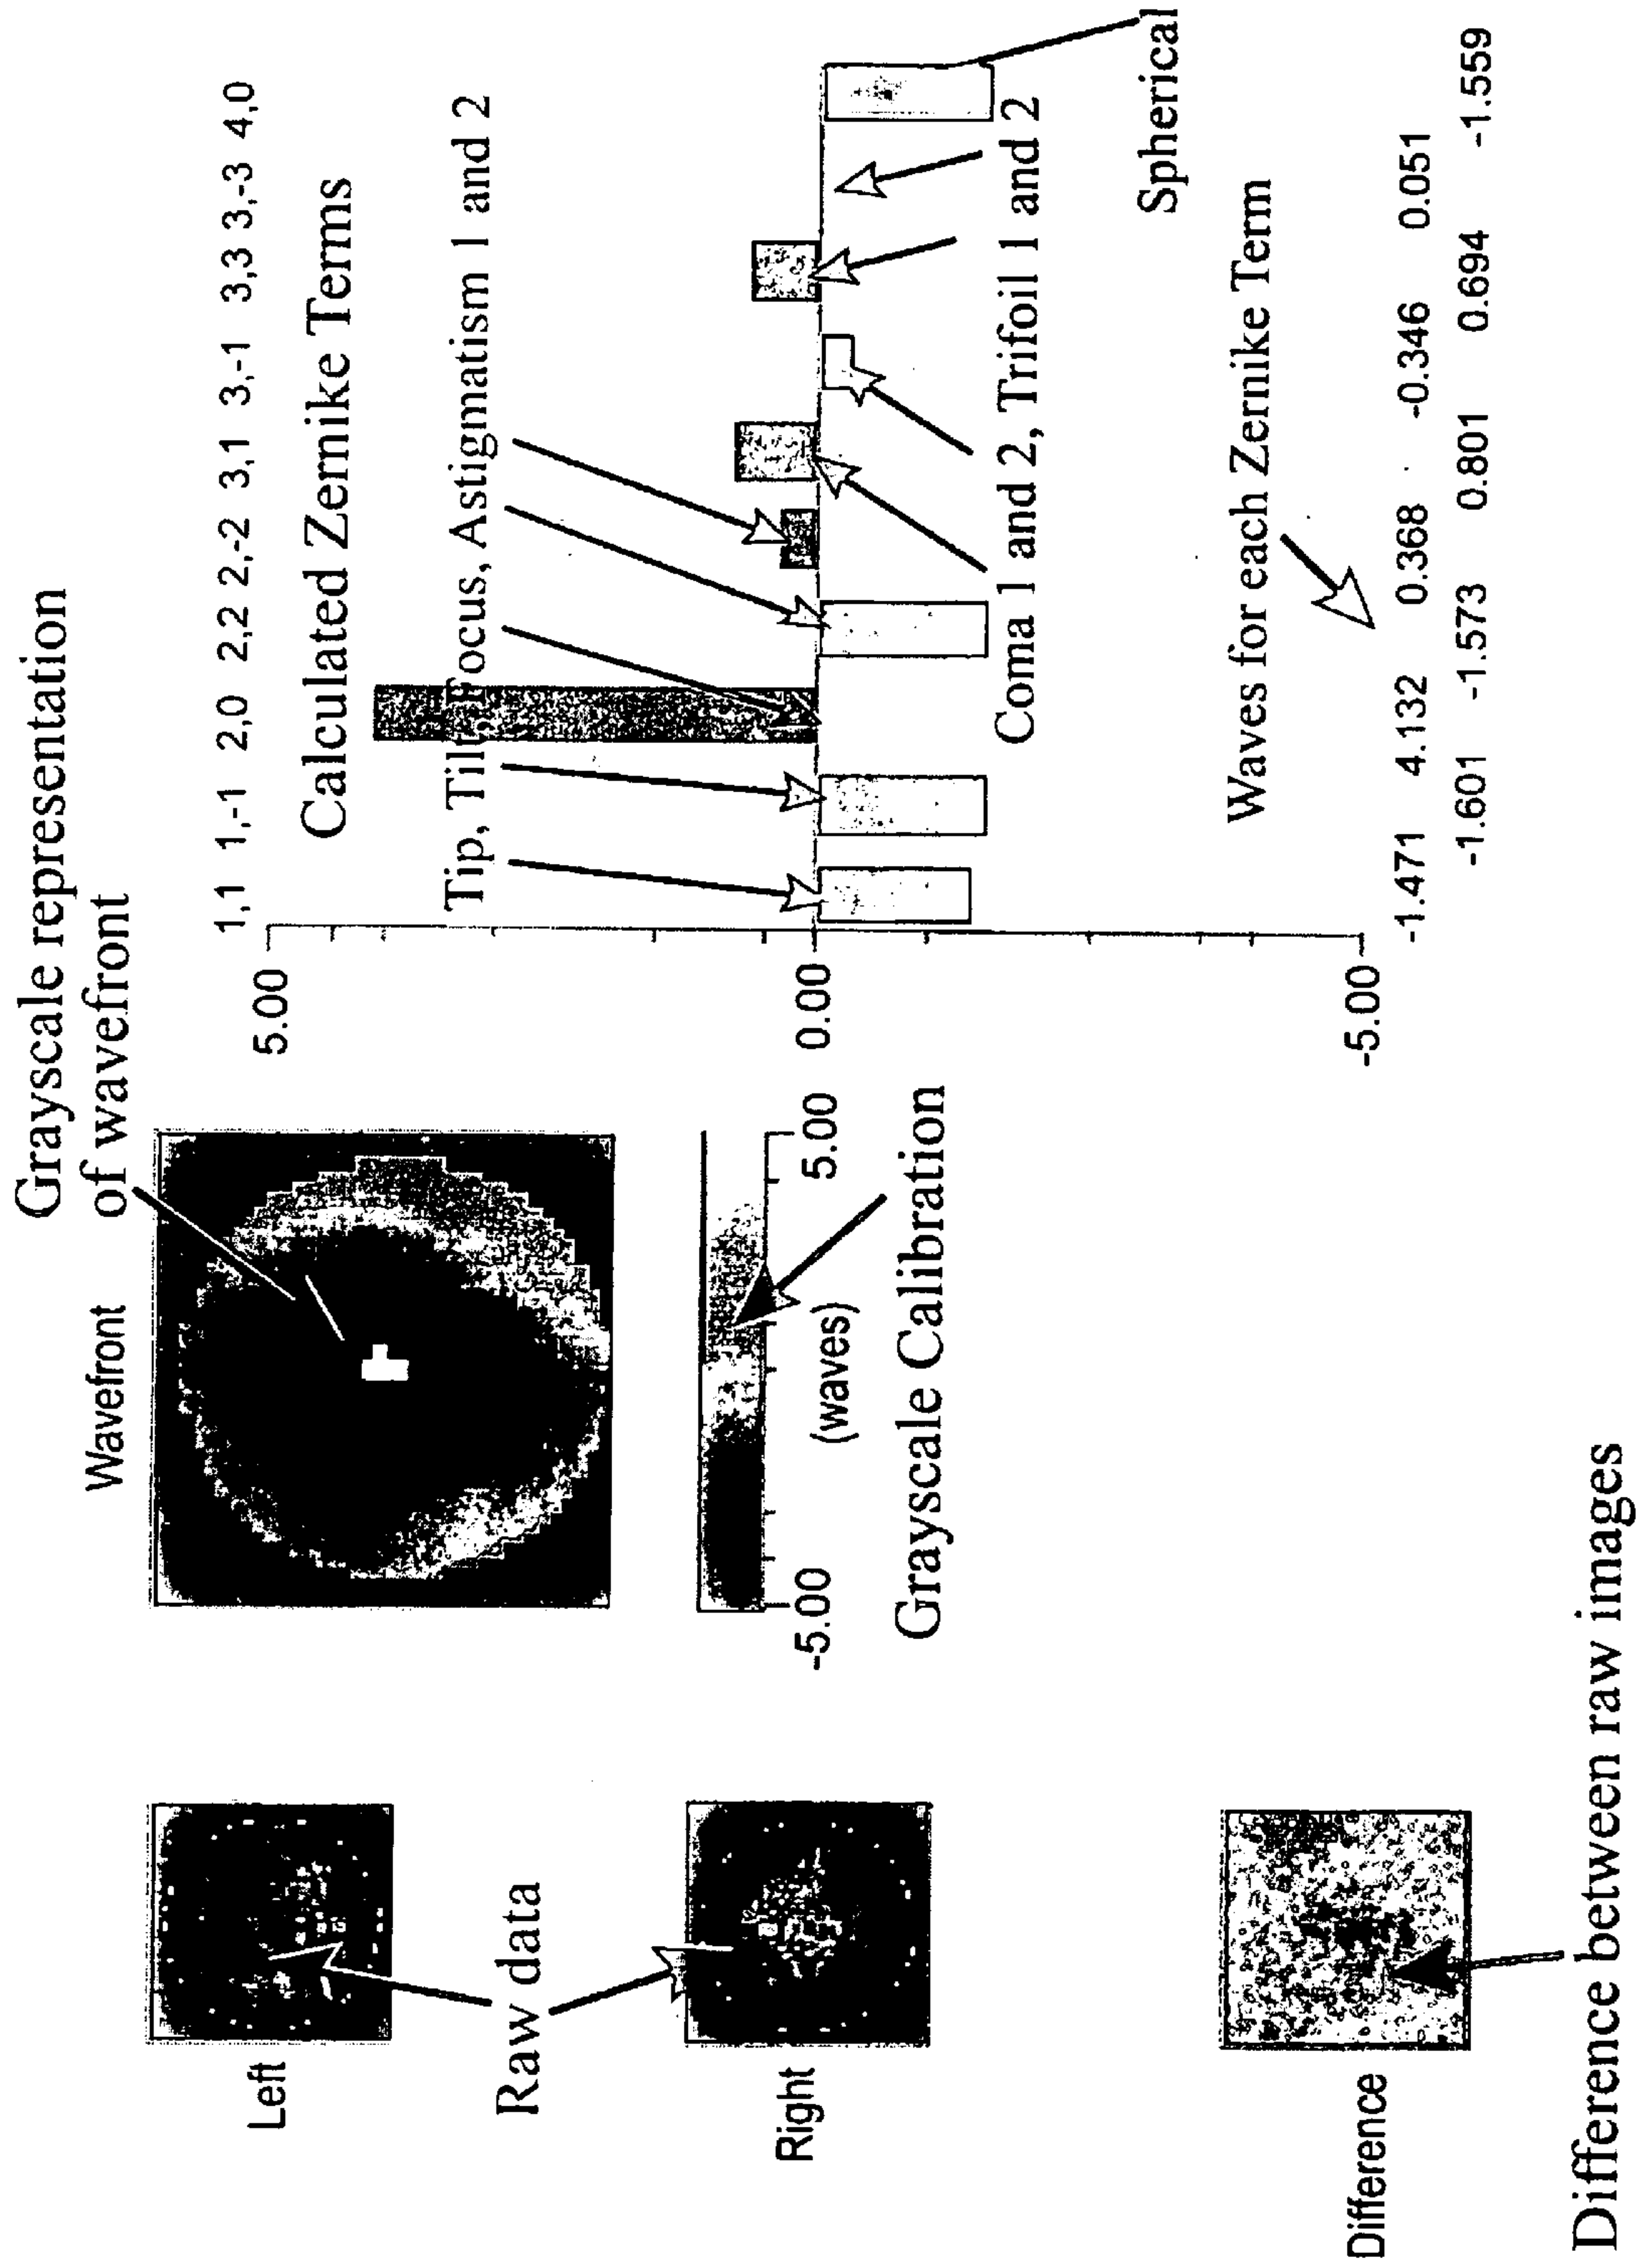 Left
Raw data
Right
Difference
Difference between raw images
Grayscale representation
of wavefront
Wavefront
-5.00
5.00
(waves)
Grayscale Calibration
1,1 1,-1 2,0 2,2 2,-2 3,1 3,-1 3,3 3,-3 4,0
Calculated Zernike Terms
5.00
Tip, Tilt, Focus, Astigmatism 1 and 2
0.00
Coma 1 and 2, Trifoil 1 and 2
Spherical
-5.00
Waves for each Zernike Term
-1.471 4.132 0.368 -0.346 0.051
-1.601 -1.573 0.801 0.694 -1.559